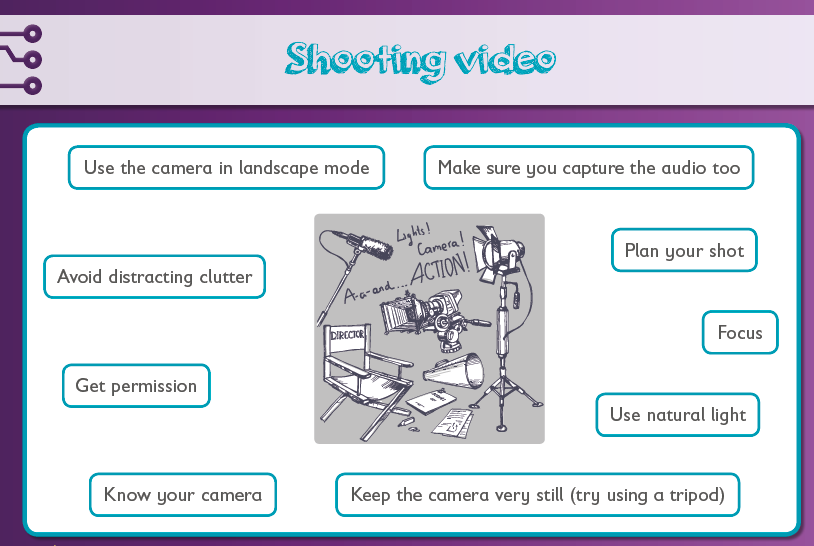 Shooting video
Use the camera in landscape mode
Make sure you capture the audio too
Lights!
Camera!
A-a-and... ACTION!
DIRECTOR
Plan your shot
Avoid distracting clutter
Focus
Get permission
Use natural light
Know your camera
Keep the camera very still (try using a tripod)